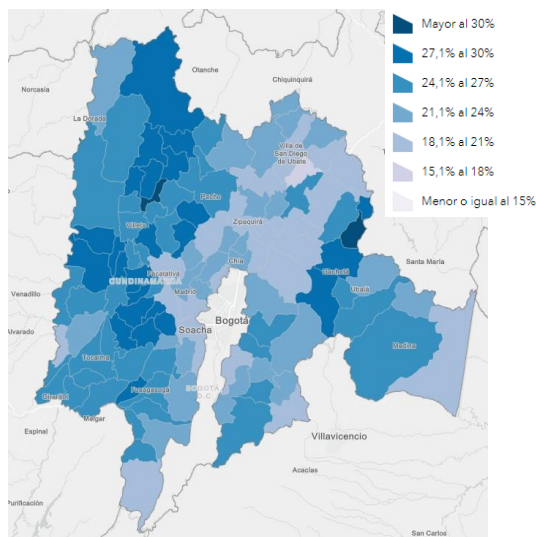 Mayor al 30%
27,1% al 30%
24,1% al 27%
21,1% al 24%
18,1% al 21%
15,1% al 18%
Menor o igual al 15%
Otanche
Chiquinquirá
Norcasia
La Dorada
Villa de
San Diego
de Ubate
Pacho
Villeta
Zipaquirá
Santa María
Chía
Gachetá
CUNDINAMARCA
Facatativa
Ubalá
Venadillo
Madrid
Bogotá
Soacha
Alvarado
Medina
Tocaima
BOGOTÁ
D.C.
Fusagasugá
Girardot
Melgar
Espinal
Villavicencio
Acacías
Purificación
San Carlos